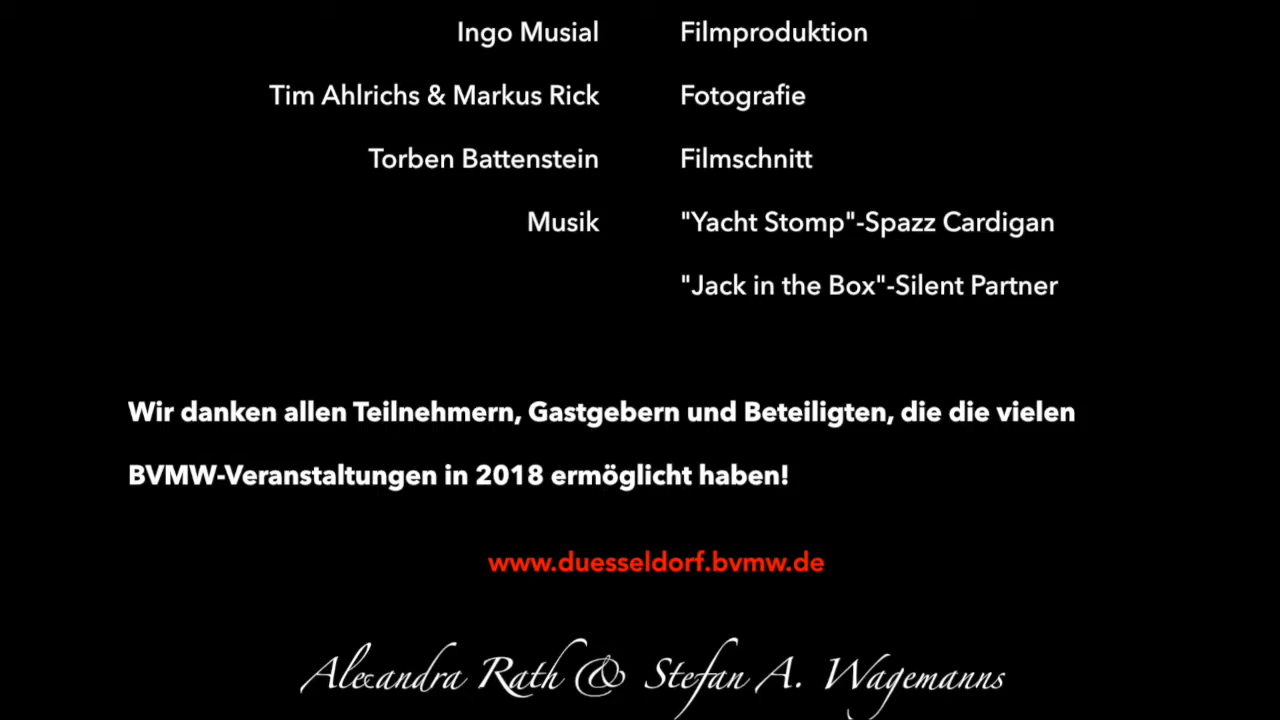 Ingo Musial Filmproduktion
Tim Ahlrichs & Markus Rick Fotografie
Torben Battenstein Filmschnitt
Musik "Yacht Stomp"-Spazz Cardigan
"Jack in the Box"-Silent Partner
Wir danken allen Teilnehmern, Gastgebern und Beteiligten, die die vielen
BVMW-Veranstaltungen in 2018 ermöglicht haben!
www.duesseldorf.bvmw.de
Alexandra Rath & Stefan A. Wagemanns